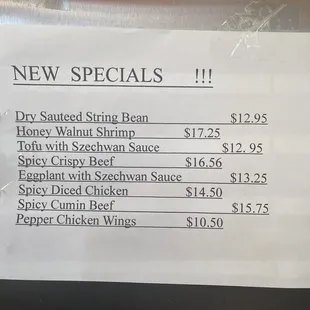 NEW SPECIALS !!!
Dry Sauteed String Bean $12.95
Honey Walnut Shrimp $17.25
Tofu with Szechwan Sauce $12. 95
Spicy Crispy Beef $16.56
Eggplant with Szechwan Sauce $13.25
Spicy Diced Chicken $14.50
Spicy Cumin Beef $15.75
Pepper Chicken Wings $10.50